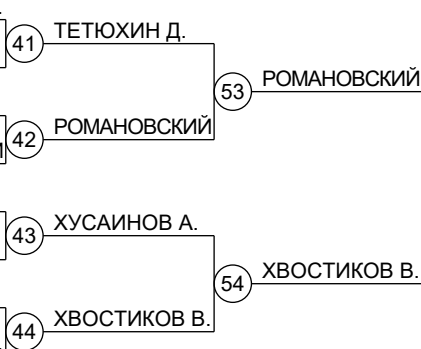 41 ТЕТЮХИН Д.
53 РОМАНОВСКИЙ
42 РОМАНОВСКИЙ
43 ХУСАИНОВ А.
54 ХВОСТИКОВ В.
44 ХВОСТИКОВ В.